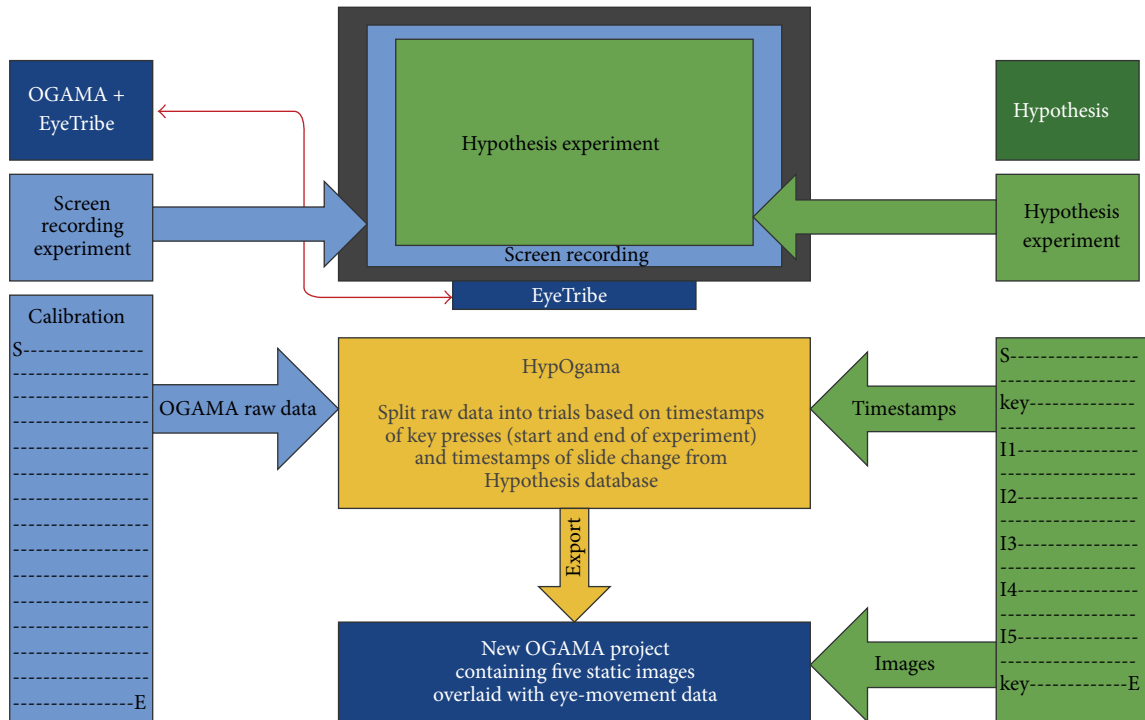 OGAMA +
EyeTribe
Hypothesis experiment
Hypothesis
Screen
recording
experiment
Hypothesis
experiment
Screen recording
EyeTribe
Calibration
S----------------
-----------------
-----------------
-----------------
-----------------
-----------------
-----------------
-----------------
-----------------
-----------------
-----------------
-----------------
-----------------
-----------------
----------------E
OGAMA raw data
HypOgama
Split raw data into trials based on timestamps
of key presses (start and end of experiment)
and timestamps of slide change from
Hypothesis database
Timestamps
S----------------
-----------------
key--------------
-----------------
I1---------------
-----------------
I2---------------
-----------------
I3---------------
-----------------
I4---------------
-----------------
I5---------------
-----------------
key-------------E
Export
New OGAMA project
containing five static images
overlaid with eye-movement data
Images